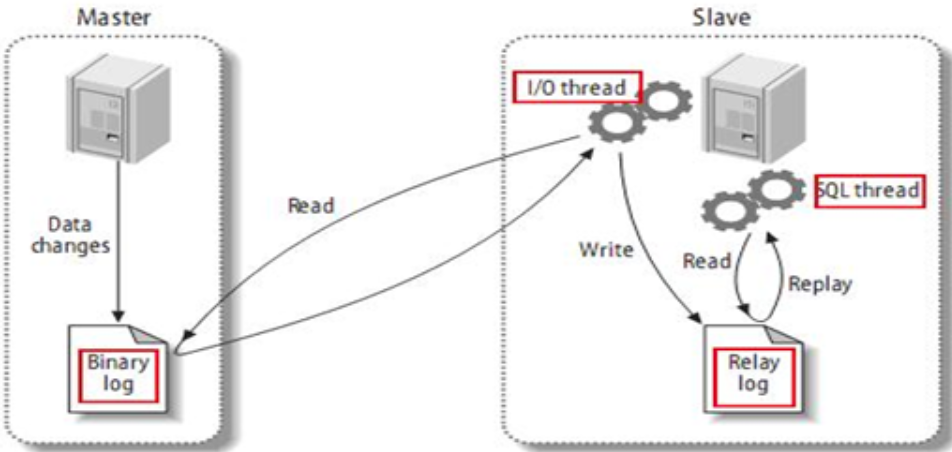 Master
Slave
I/O thread
SQL thread
Read
Data
changes
Write
Read
Replay
Binary
log
Relay
log